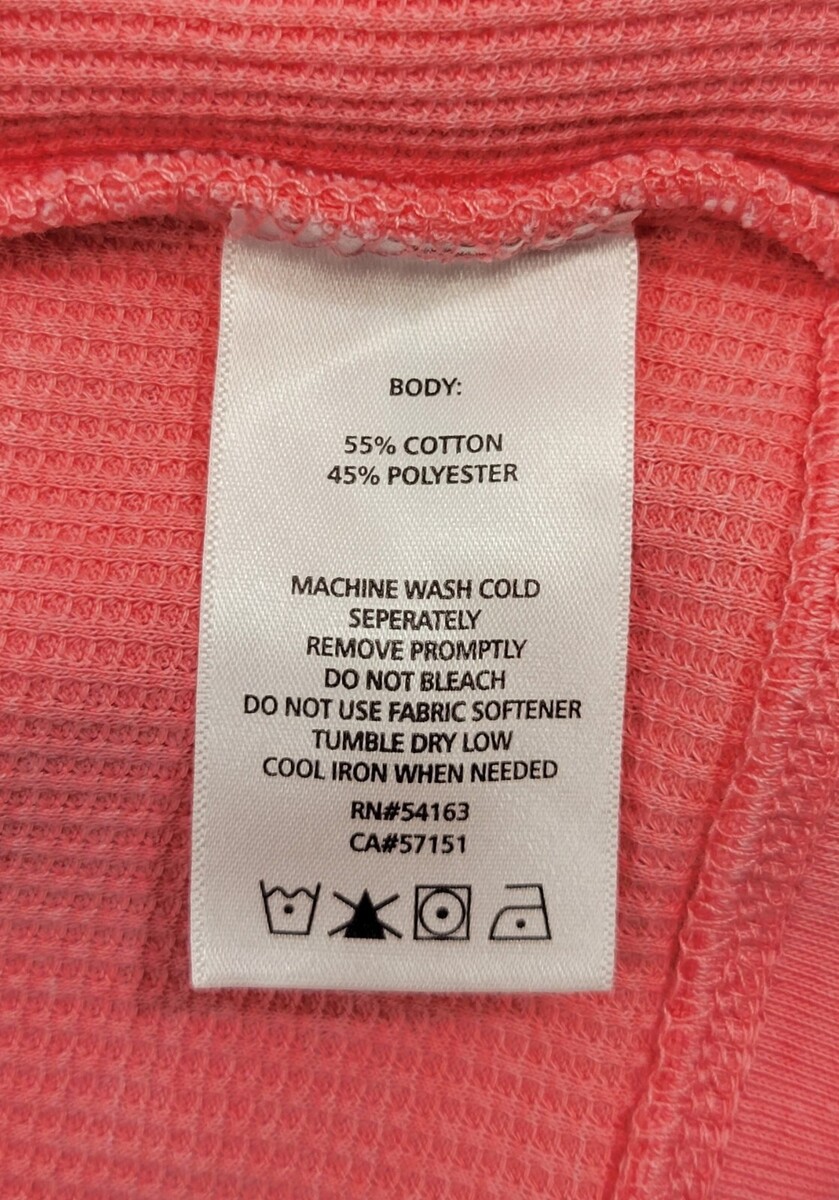 BODY:
55% COTTON
45% POLYESTER
MACHINE WASH COLD
SEPERATELY
REMOVE PROMPTLY
DO NOT BLEACH
DO NOT USE FABRIC SOFTENER
TUMBLE DRY LOW
COOL IRON WHEN NEEDED
RN#54163
CA#57151